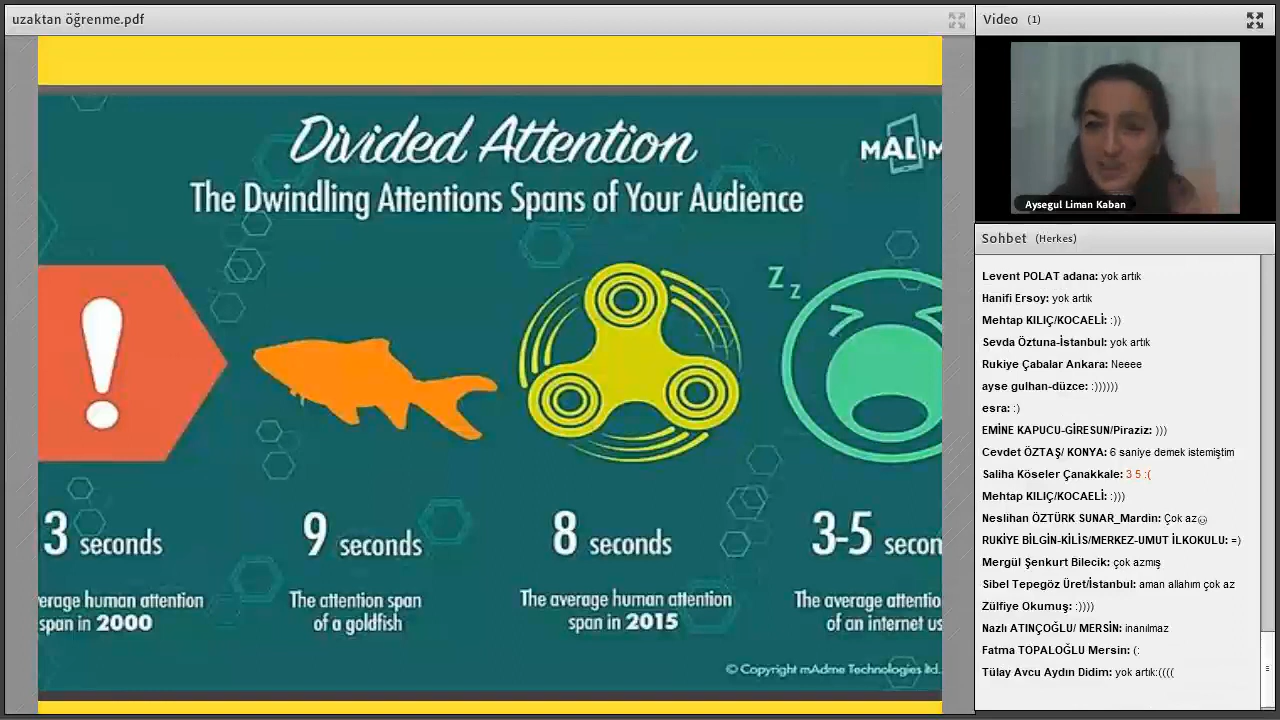 uzaktan öğrenme.pdf
Divided Attention
The Dwindling Attentions Spans of Your Audience
!
Z
z
3 seconds
erage human attention
span in 2000
9 seconds
The attention span
of a goldfish
8 seconds
The average human attention
span in 2015
3-5 secon
The average attentio
of an internet us
© Copyright mAdme Technologies ltd.
Video (1)
Aysegul Liman Kaban
Sohbet (Herkes)
Levent POLAT adana: yok artık
Hanifi Ersoy: yok artık
Mehtap KILIÇ/KOCAELİ: :))
Sevda Öztuna-İstanbul: yok artık
Rukiye Çabalar Ankara: Neeee
ayse gulhan-düzce: :))))))
esra: :)
EMİNE KAPUCU-GİRESUN/Piraziz: :)))
Cevdet ÖZTAŞ/ KONYA: 6 saniye demek istemiştim
Saliha Köseler Çanakkale: 3 5 :(
Mehtap KILIÇ/KOCAELİ: :)))
Neslihan ÖZTÜRK SUNAR_Mardin: Çok az☺
RUKİYE BİLGİN-KİLİS/MERKEZ-UMUT İLKOKULU: =)
Mergül Şenkurt Bilecik: çok azmış
Sibel Tepegöz Üret/İstanbul: aman allahım çok az
Zülfiye Okumuş: :))))
Nazlı ATINÇOĞLU/ MERSİN: inanılmaz
Fatma TOPALOĞLU Mersin: (:
Tülay Avcu Aydın Didim: yok artık:((((